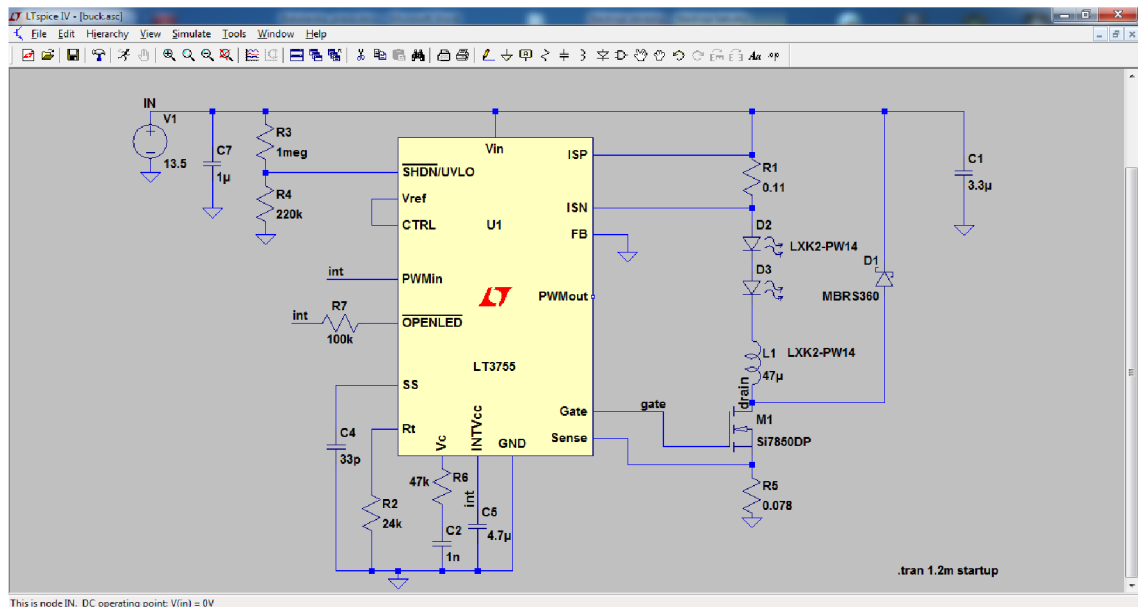 LTspice IV - [buck.asc]
File Edit Hierarchy View Simulate Tools Window Help
IN
V1
13.5
C7
1µ
R3
1meg
R4
220k
Vin
SHDN/UVLO
Vref
CTRL
U1
ISP
ISN
FB
R1
0.11
D2
LXK2-PW14
D3
D1
MBRS360
C1
3.3µ
int
PWMin
PWMout
int
R7
100k
OPENLED
LT3755
L1
LXK2-PW14
47µ
drain
SS
Rt
Vc
INTVcc
GND
Gate
Sense
gate
M1
Si7850DP
C4
33p
47k
R6
int
R2
24k
C2
1n
C5
4.7µ
R5
0.078
.tran 1.2m startup
This is node IN. DC operating point: V(in) = 0V